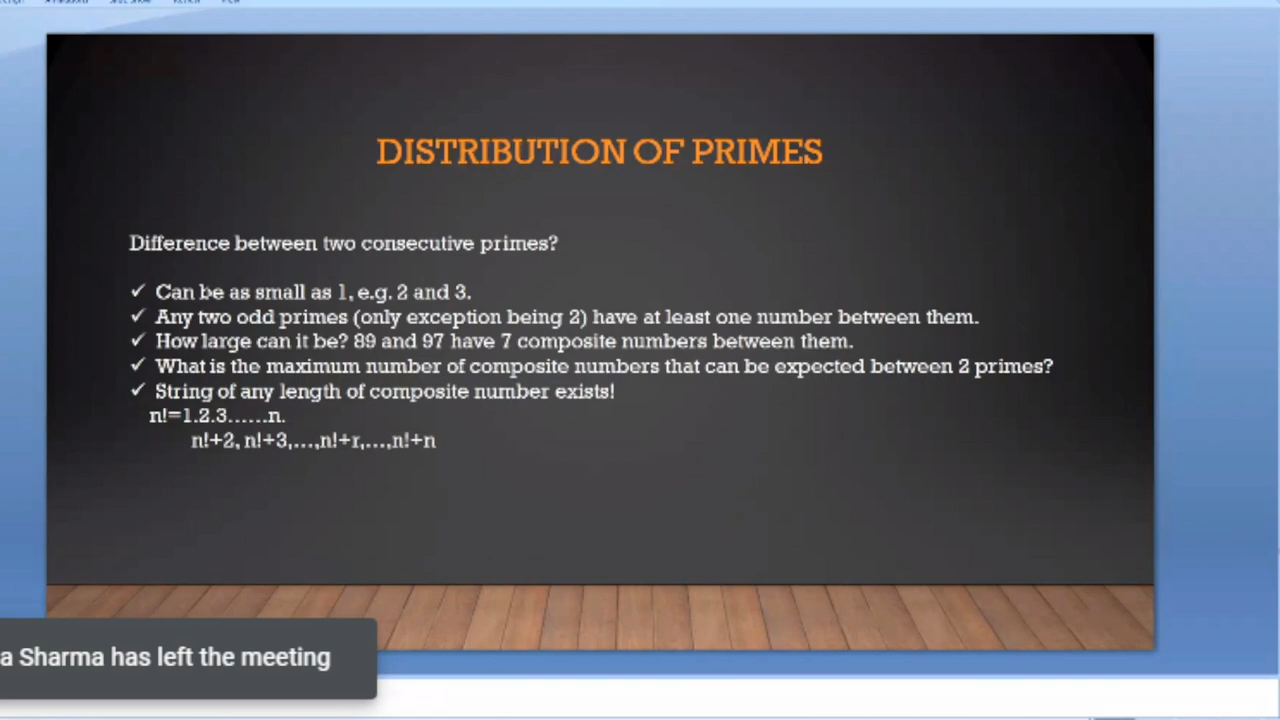 DISTRIBUTION OF PRIMES
Difference between two consecutive primes?
✓ Can be as small as 1, e.g. 2 and 3.
✓ Any two odd primes (only exception being 2) have at least one number between them.
✓ How large can it be? 89 and 97 have 7 composite numbers between them.
✓ What is the maximum number of composite numbers that can be expected between 2 primes?
✓ String of any length of composite number exists!
n!=1.2.3......n.
n!+2, n!+3,...,n!+r,...,n!+n
a Sharma has left the meeting